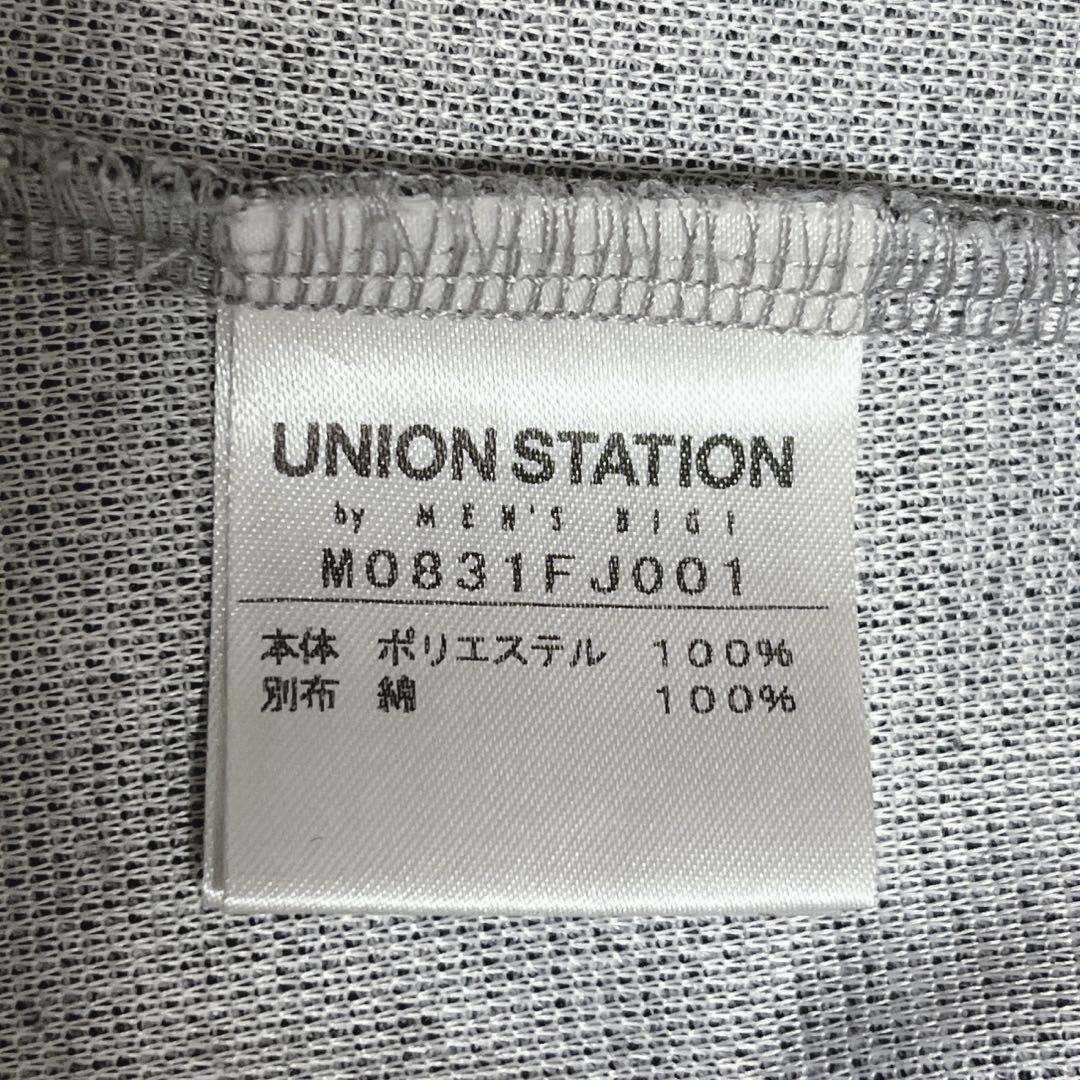 UNION STATION
by MEN'S BIGI
M0831FJ001
本体 ポリエステル 100%
別布 綿 100%